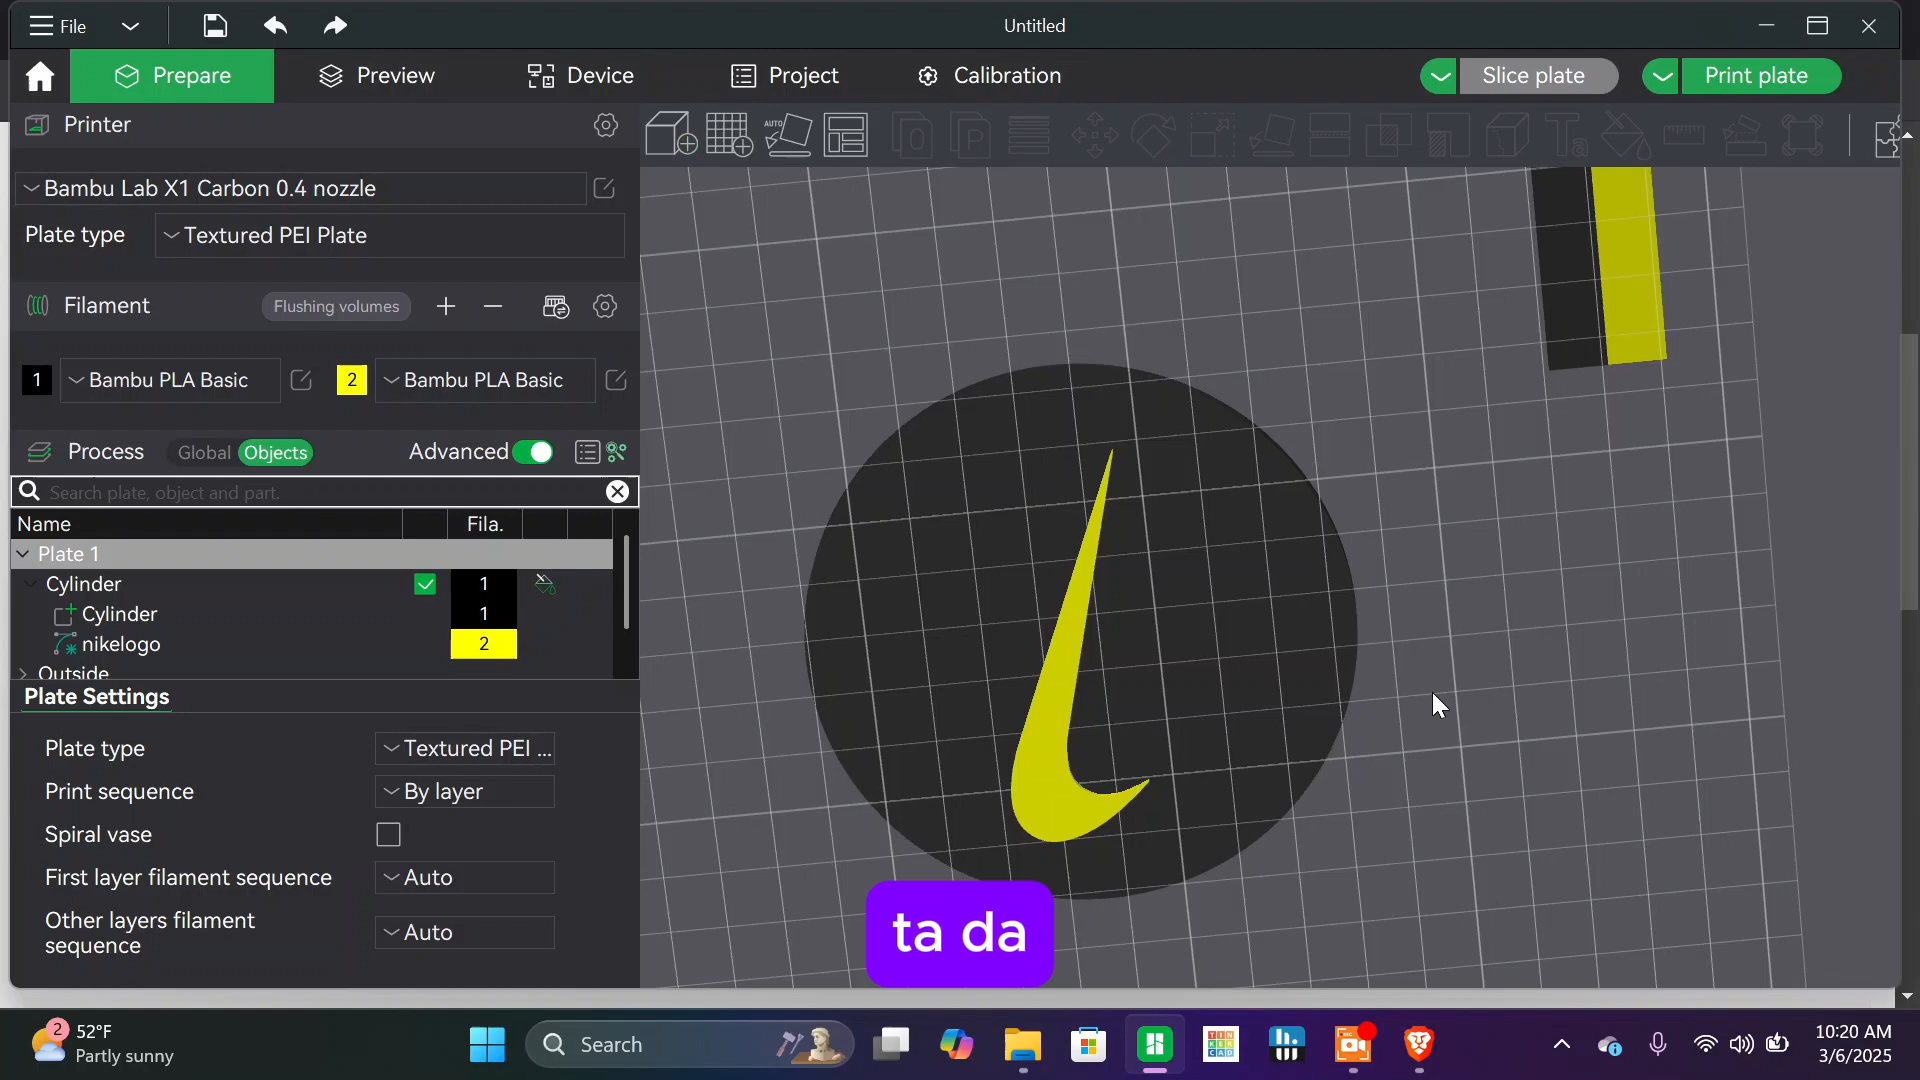 File
Untitled
Prepare
Preview
Device
Project
Calibration
Slice plate
Print plate
Printer
AUTO
Bambu Lab X1 Carbon 0.4 nozzle
Plate type
Textured PEI Plate
Filament
Flushing volumes
1
Bambu PLA Basic
2
Bambu PLA Basic
Process
Global
Objects
Advanced
Search plate, object and part.
Name
Fila.
Plate 1
Cylinder
1
Cylinder
1
nikelogo
2
Outside
Plate Settings
Plate type
Textured PEI ...
Print sequence
By layer
Spiral vase
First layer filament sequence
Auto
Other layers filament
sequence
Auto
ta da
2
52°F
Partly sunny
Search
10:20 AM
3/6/2025